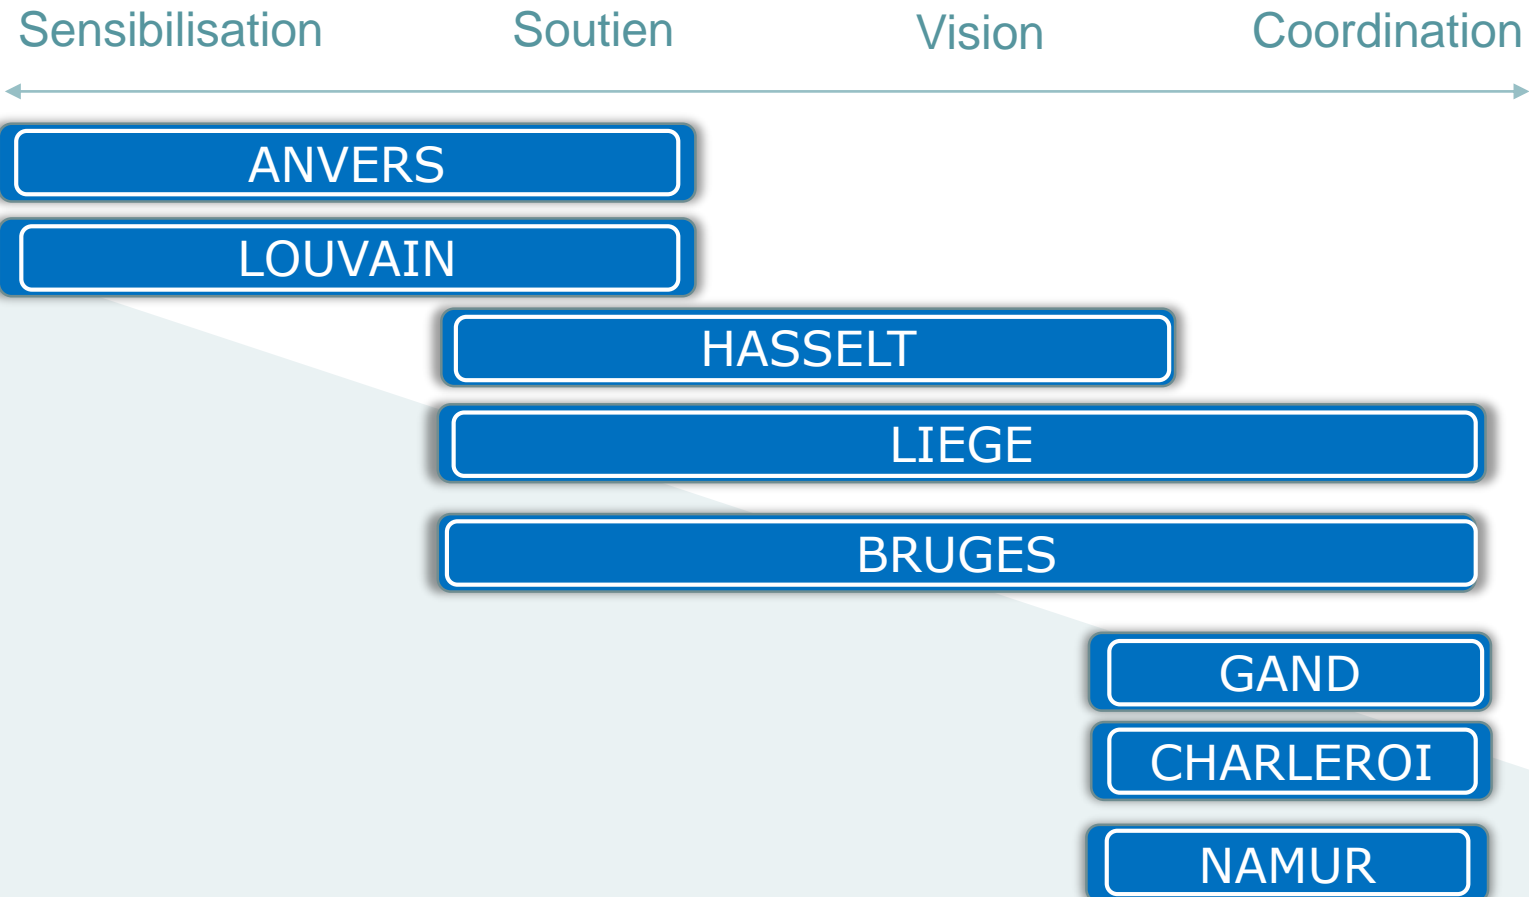 Sensibilisation Soutien Vision Coordination
ANVERS
LOUVAIN
HASSELT
LIEGE
BRUGES
GAND
CHARLEROI
NAMUR